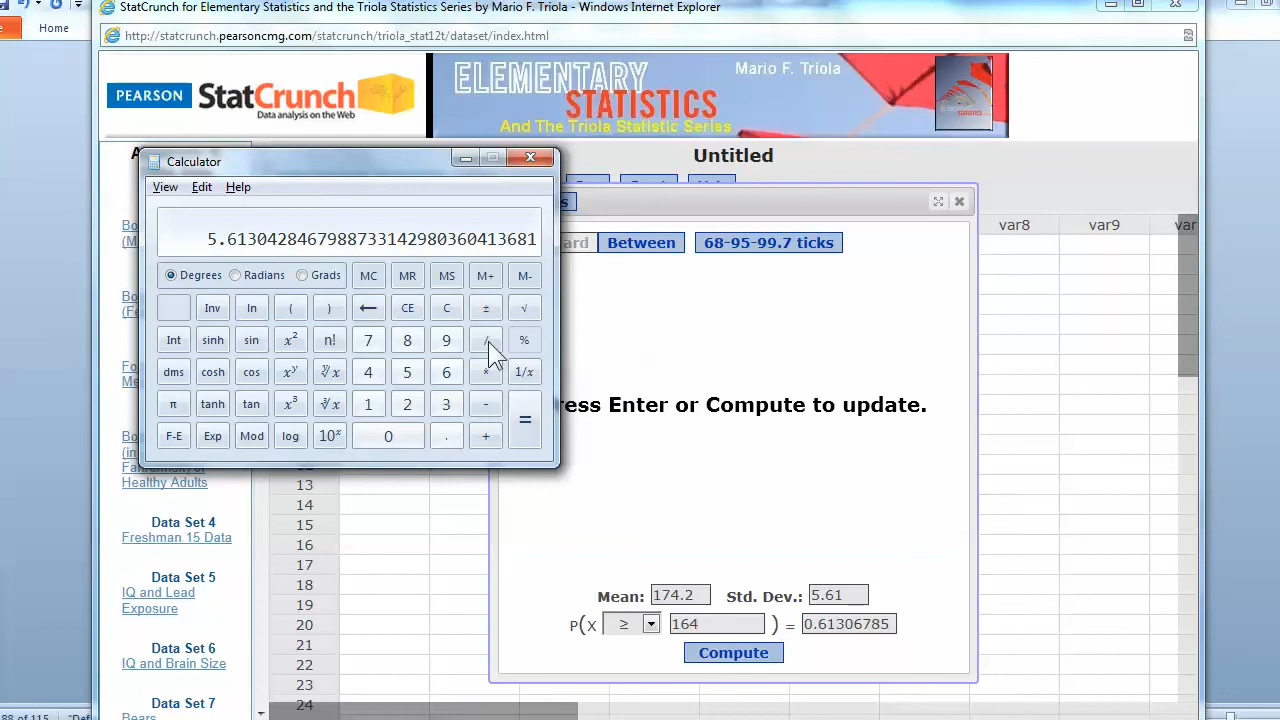 StatCrunch for Elementary Statistics and the Triola Statistics Series by Mario F. Triola - Windows Internet Explorer
Home
http://statcrunch.pearsoncmg.com/statcrunch/triola_stat12t/dataset/index.html
PEARSON StatCrunch
Data analysis on the Web
ELEMENTARY STATISTICS
Mario F. Triola
And The Triola Statistic Series
Untitled
Calculator
View Edit Help
5.6130428467988733142980360413681
Degrees Radians Grads MC MR MS M+ M-
Inv ln ( ) ← CE C ± √
Int sinh sin x² n! 7 8 9 / %
dms cosh cos xʸ ʸ√x 4 5 6 * 1/x
π tanh tan x³ ³√x 1 2 3 - =
F-E Exp Mod log 10ˣ 0 . +
Between 68-95-99.7 ticks
var8 var9 var
ress Enter or Compute to update.
Mean: 174.2 Std. Dev.: 5.61
P(X ≥ 164 ) = 0.61306785
Compute
Healthy Adults
Data Set 4
Freshman 15 Data
Data Set 5
IQ and Lead
Exposure
Data Set 6
IQ and Brain Size
Data Set 7
Bears
13
14
15
16
17
18
19
20
21
22
23
24
88 of 115